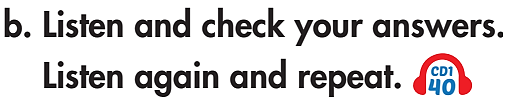 b. Listen and check your answers.
Listen again and repeat. CD1
40